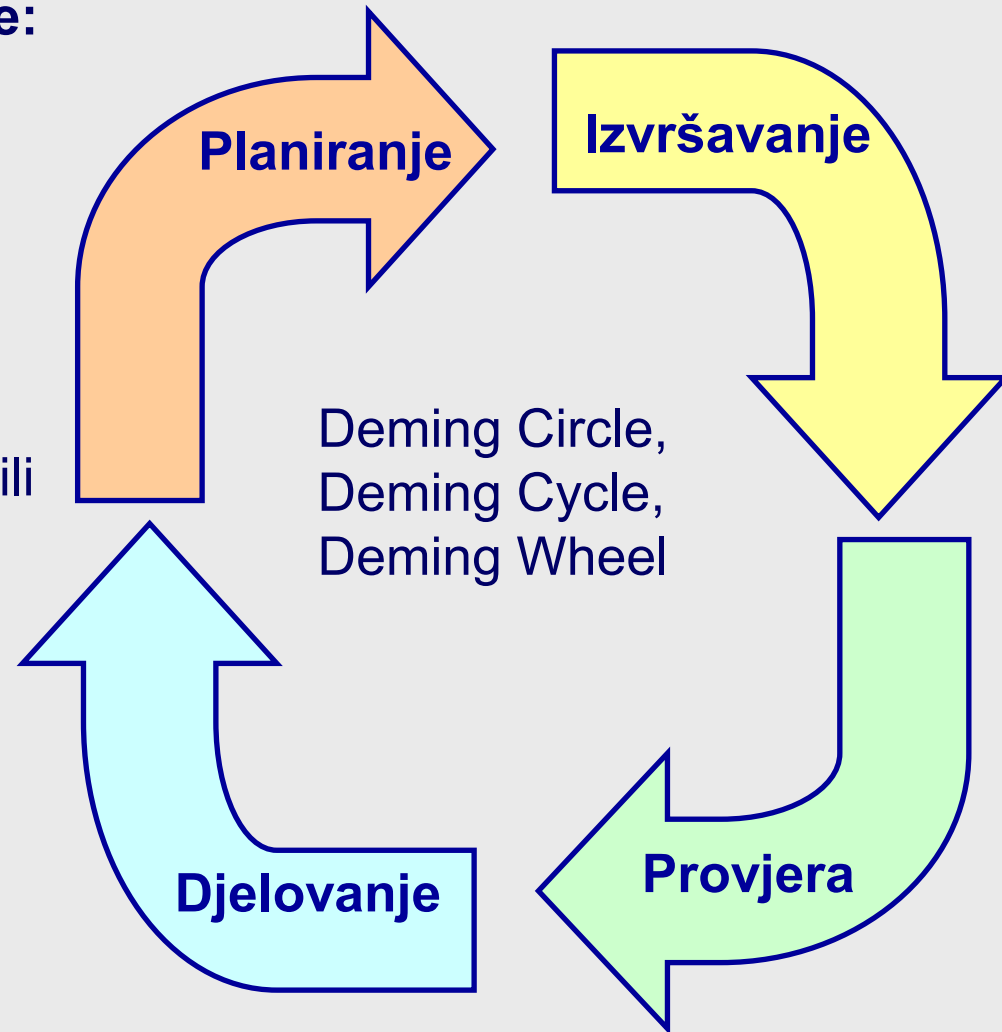 e:
Planiranje
Izvršavanje
ili
Deming Circle,
Deming Cycle,
Deming Wheel
Djelovanje
Provjera